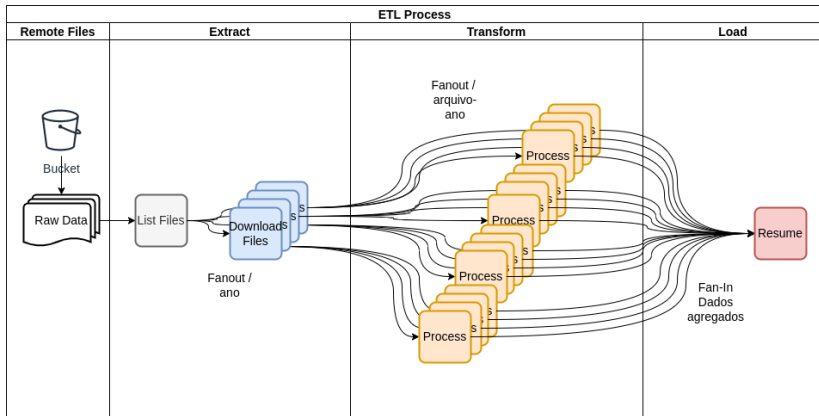 ETL Process
Remote Files
Extract
Transform
Load
Bucket
Raw Data
List Files
Downloads
Files
s
s
s
Fanout /
ano
Fanout /
arquivo-
ano
Process
s
Process
s
Process
s
Process
s
Resume
Fan-In
Dados
agregados